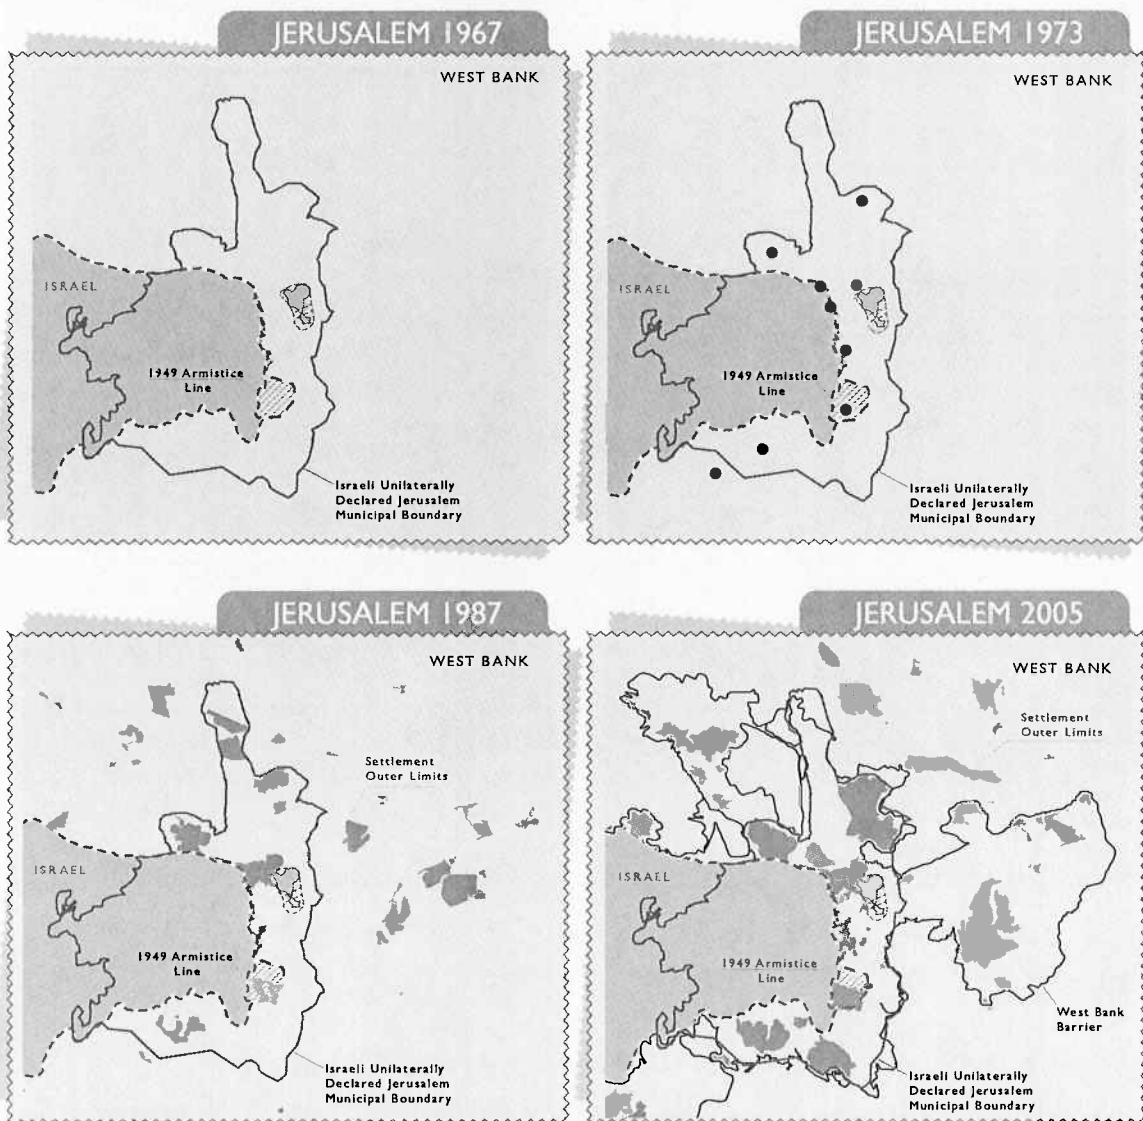 JERUSALEM 1967
WEST BANK
ISRAEL
1949 Armistice
Line
Israeli Unilaterally
Declared Jerusalem
Municipal Boundary
JERUSALEM 1973
WEST BANK
ISRAEL
1949 Armistice
Line
Israeli Unilaterally
Declared Jerusalem
Municipal Boundary
JERUSALEM 1987
WEST BANK
Settlement
Outer Limits
ISRAEL
1949 Armistice
Line
Israeli Unilaterally
Declared Jerusalem
Municipal Boundary
JERUSALEM 2005
WEST BANK
Settlement
Outer Limits
ISRAEL
1949 Armistice
Line
West Bank
Barrier
Israeli Unilaterally
Declared Jerusalem
Municipal Boundary